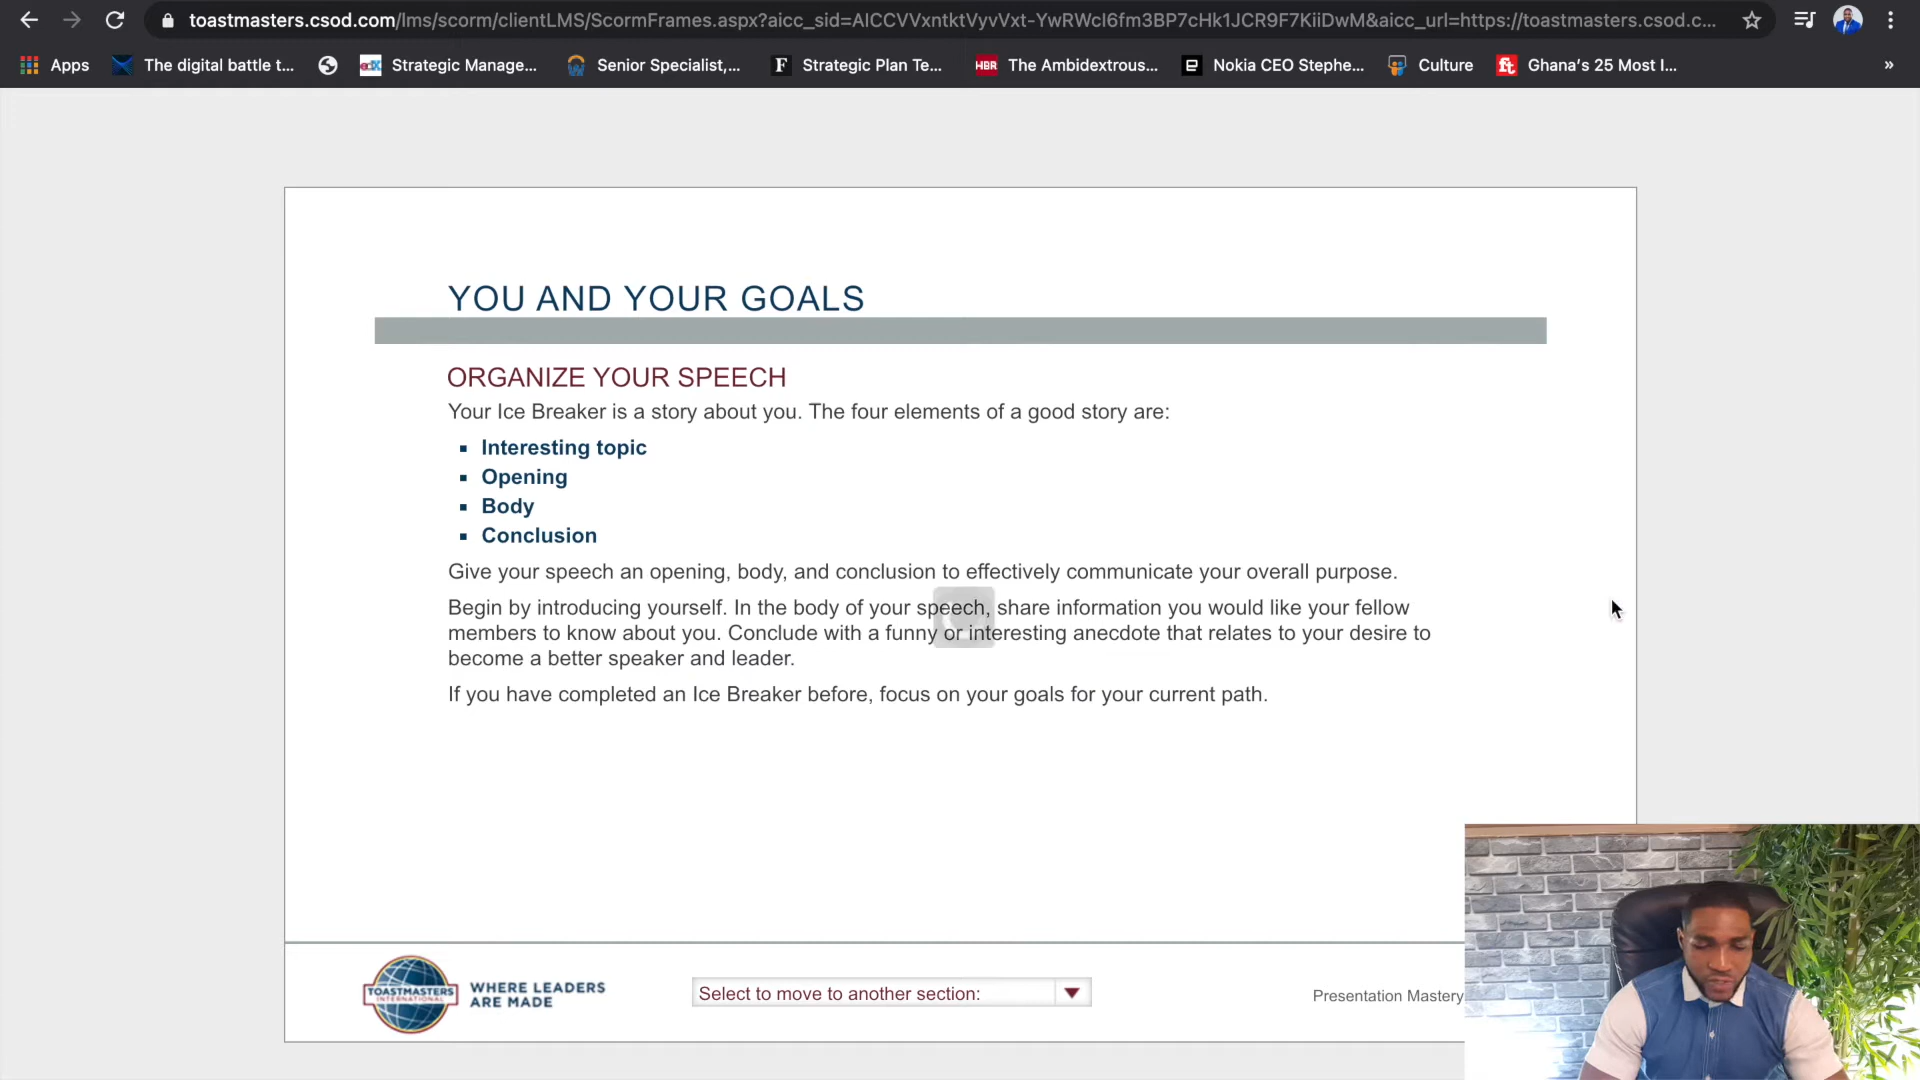 toastmasters.csod.com/lms/scorm/clientLMS/ScormFrames.aspx?aicc_sid=AICCVVxntktVyvVxt-YwRWcI6fm3BP7cHk1JCR9F7KiiDwM&aicc_url=https://toastmasters.csod.c...
Apps The digital battle t... edX Strategic Manage... Senior Specialist,... F Strategic Plan Te... HBR The Ambidextrous... Nokia CEO Stephe... Culture ft Ghana's 25 Most I... »
YOU AND YOUR GOALS
ORGANIZE YOUR SPEECH
Your Ice Breaker is a story about you. The four elements of a good story are:
▪ Interesting topic
▪ Opening
▪ Body
▪ Conclusion
Give your speech an opening, body, and conclusion to effectively communicate your overall purpose.
Begin by introducing yourself. In the body of your speech, share information you would like your fellow
members to know about you. Conclude with a funny or interesting anecdote that relates to your desire to
become a better speaker and leader.
If you have completed an Ice Breaker before, focus on your goals for your current path.
TOASTMASTERS
INTERNATIONAL
WHERE LEADERS
ARE MADE
Select to move to another section:
Presentation Mastery